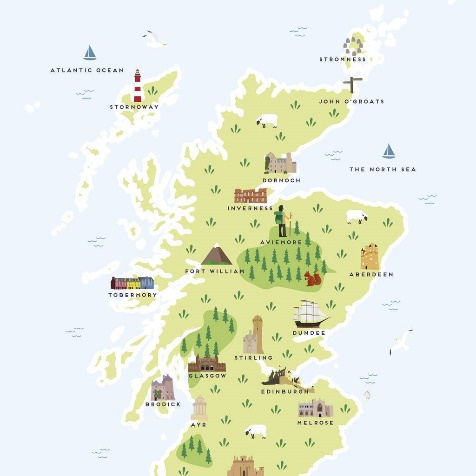 STROMNESS
ATLANTIC OCEAN
JOHN O'GROATS
STORNOWAY
THE NORTH SEA
DORNOCH
INVERNESS
AVIEMORE
FORT WILLIAM
ABERDEEN
TOBERMORY
DUNDEE
STIRLING
GLASGOW
EDINBURGH
BRODICK
AYR
MELROSE